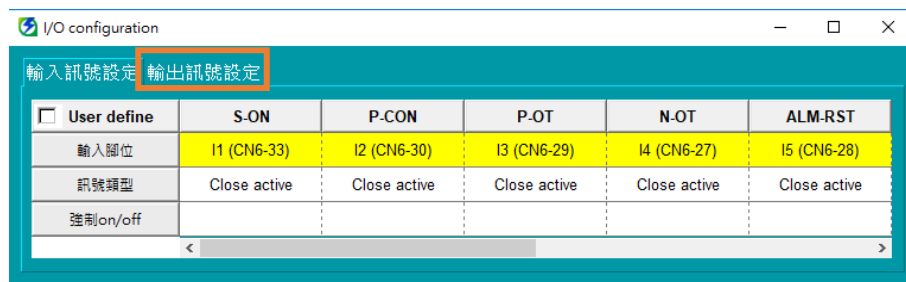 I/O configuration
輸入訊號設定 輸出訊號設定
User define S-ON P-CON P-OT N-OT ALM-RST
輸入腳位 I1 (CN6-33) I2 (CN6-30) I3 (CN6-29) I4 (CN6-27) I5 (CN6-28)
訊號類型 Close active Close active Close active Close active Close active
強制on/off